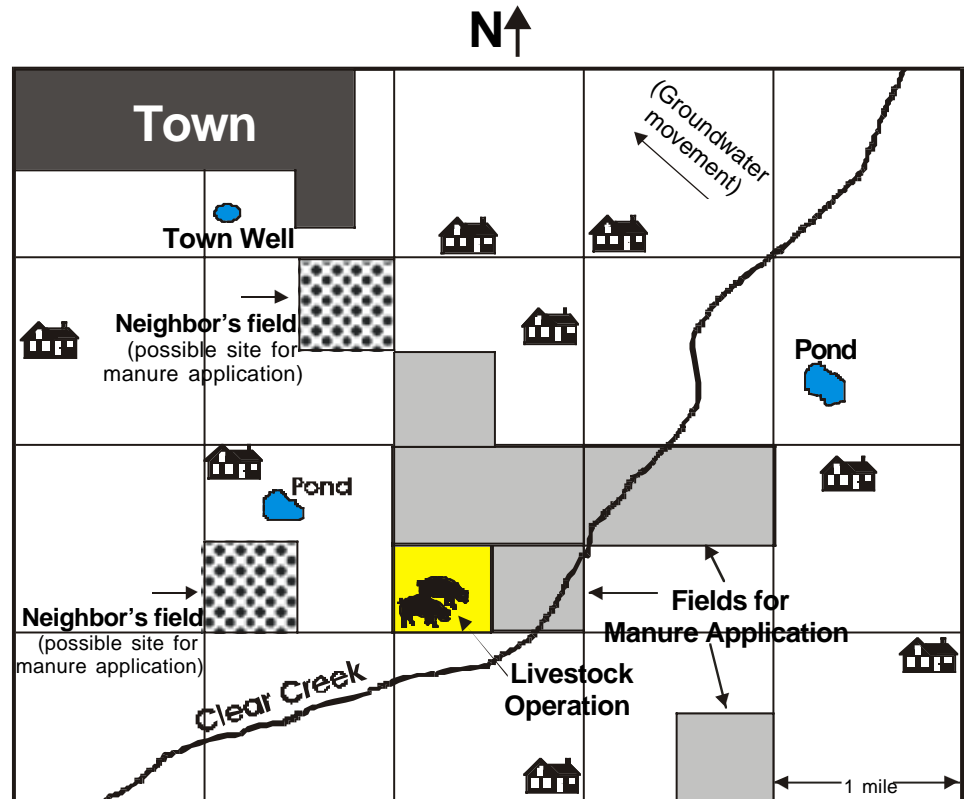 N
Town
(Groundwater
movement)
Town Well
Neighbor's field
(possible site for
manure application)
Pond
Pond
Neighbor's field
(possible site for
manure application)
Fields for
Manure Application
Livestock
Operation
Clear Creek
1 mile